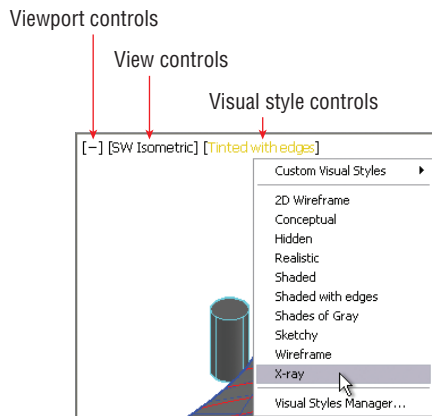 Viewport controls
View controls
Visual style controls
[−] [SW Isometric] [Tinted with edges]
Custom Visual Styles
2D Wireframe
Conceptual
Hidden
Realistic
Shaded
Shaded with edges
Shades of Gray
Sketchy
Wireframe
X-ray
Visual Styles Manager...